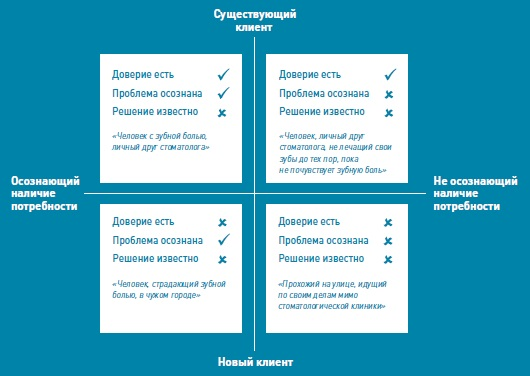 Существующий
клиент
Доверие есть ✓
Проблема осознана ✓
Решение известно ✗
«Человек с зубной болью,
личный друг стоматолога»
Доверие есть ✓
Проблема осознана ✗
Решение известно ✗
«Человек, личный друг
стоматолога, не лечащий свои
зубы до тех пор, пока
не почувствует зубную боль»
Осознающий
наличие
потребности
Не осознающий
наличие
потребности
Доверие есть ✗
Проблема осознана ✓
Решение известно ✗
«Человек, страдающий зубной
болью, в чужом городе»
Доверие есть ✗
Проблема осознана ✗
Решение известно ✗
«Прохожий на улице, идущий
по своим делам мимо
стоматологической клиники»
Новый клиент